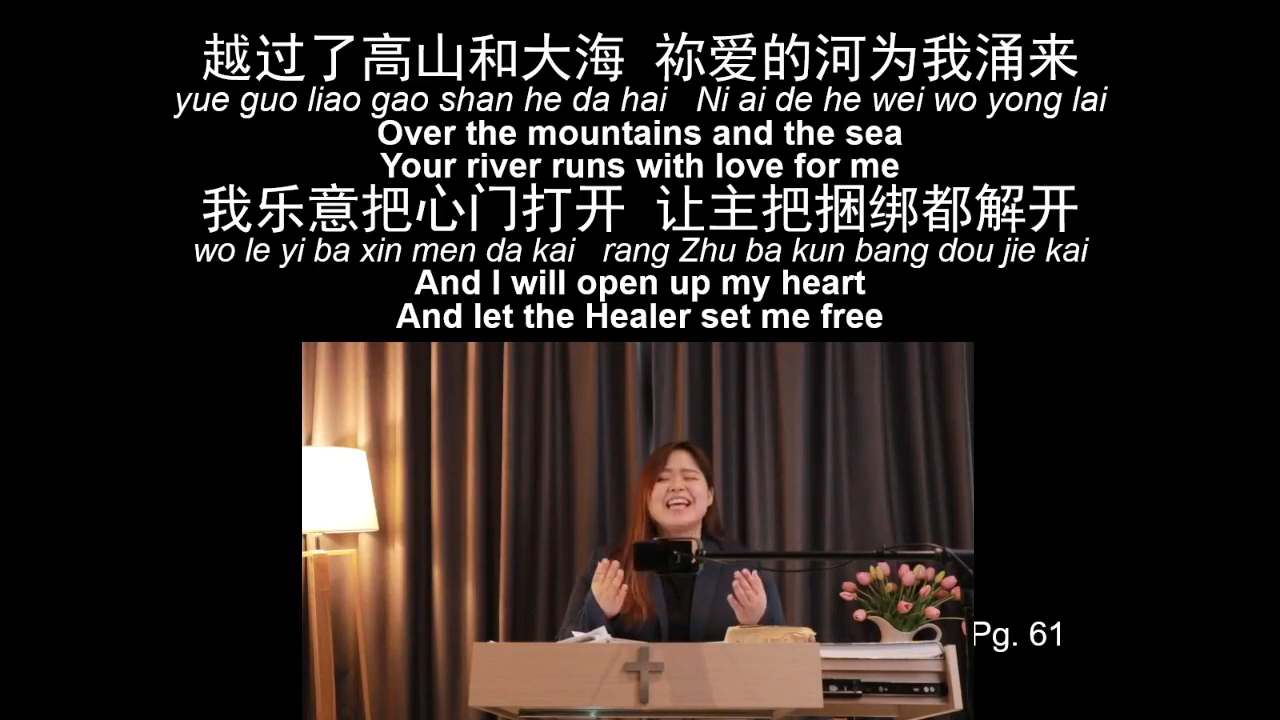 越过了高山和大海 祢爱的河为我涌来
yue guo liao gao shan he da hai Ni ai de he wei wo yong lai
Over the mountains and the sea
Your river runs with love for me
我乐意把心门打开 让主把捆绑都解开
wo le yi ba xin men da kai rang Zhu ba kun bang dou jie kai
And I will open up my heart
And let the Healer set me free
Pg. 61